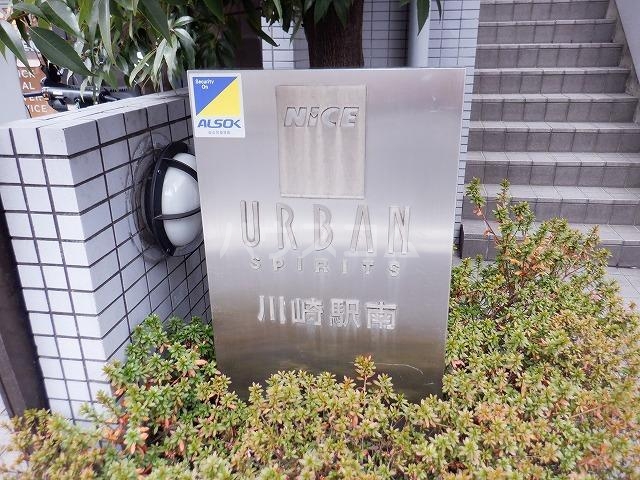 Security
On
ALSOK
NiCE
URBAN
SPIRITS
川崎駅南